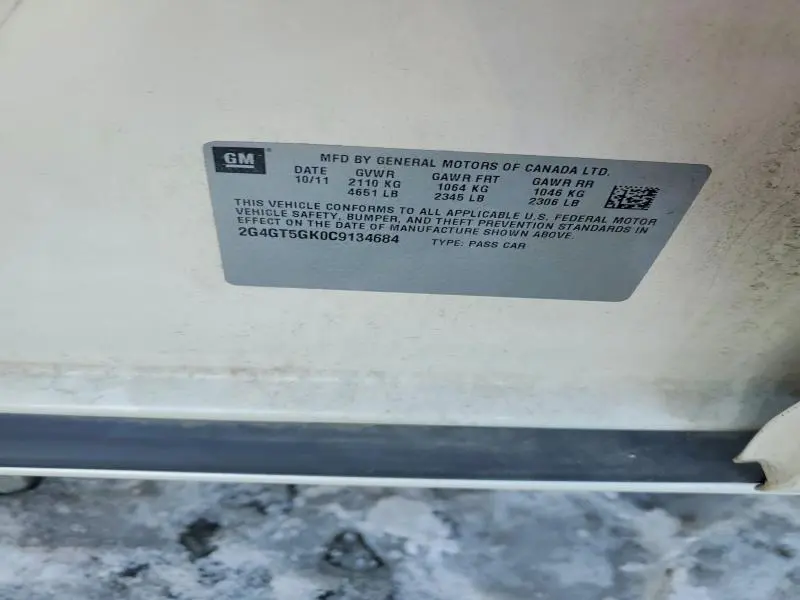 GM
MFD BY GENERAL MOTORS OF CANADA LTD.
DATE GVWR GAWR FRT GAWR RR
10/11 2110 KG 1064 KG 1046 KG
4651 LB 2345 LB 2306 LB
THIS VEHICLE CONFORMS TO ALL APPLICABLE U.S. FEDERAL MOTOR
VEHICLE SAFETY, BUMPER, AND THEFT PREVENTION STANDARDS IN
EFFECT ON THE DATE OF MANUFACTURE SHOWN ABOVE.
2G4GT5GK0C9134684 TYPE: PASS CAR